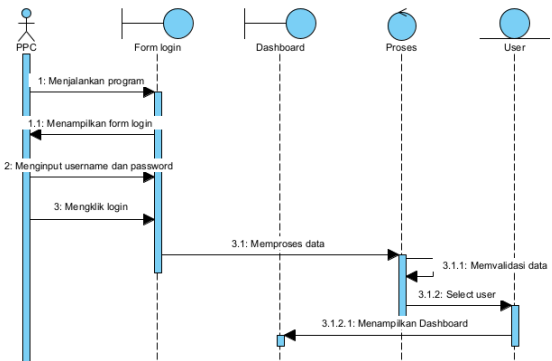 PPC
Form login
Dashboard
Proses
User
1: Menjalankan program
1.1: Menampilkan form login
2: Menginput username dan password
3: Mengklik login
3.1: Memproses data
3.1.1: Memvalidasi data
3.1.2: Select user
3.1.2.1: Menampilkan Dashboard